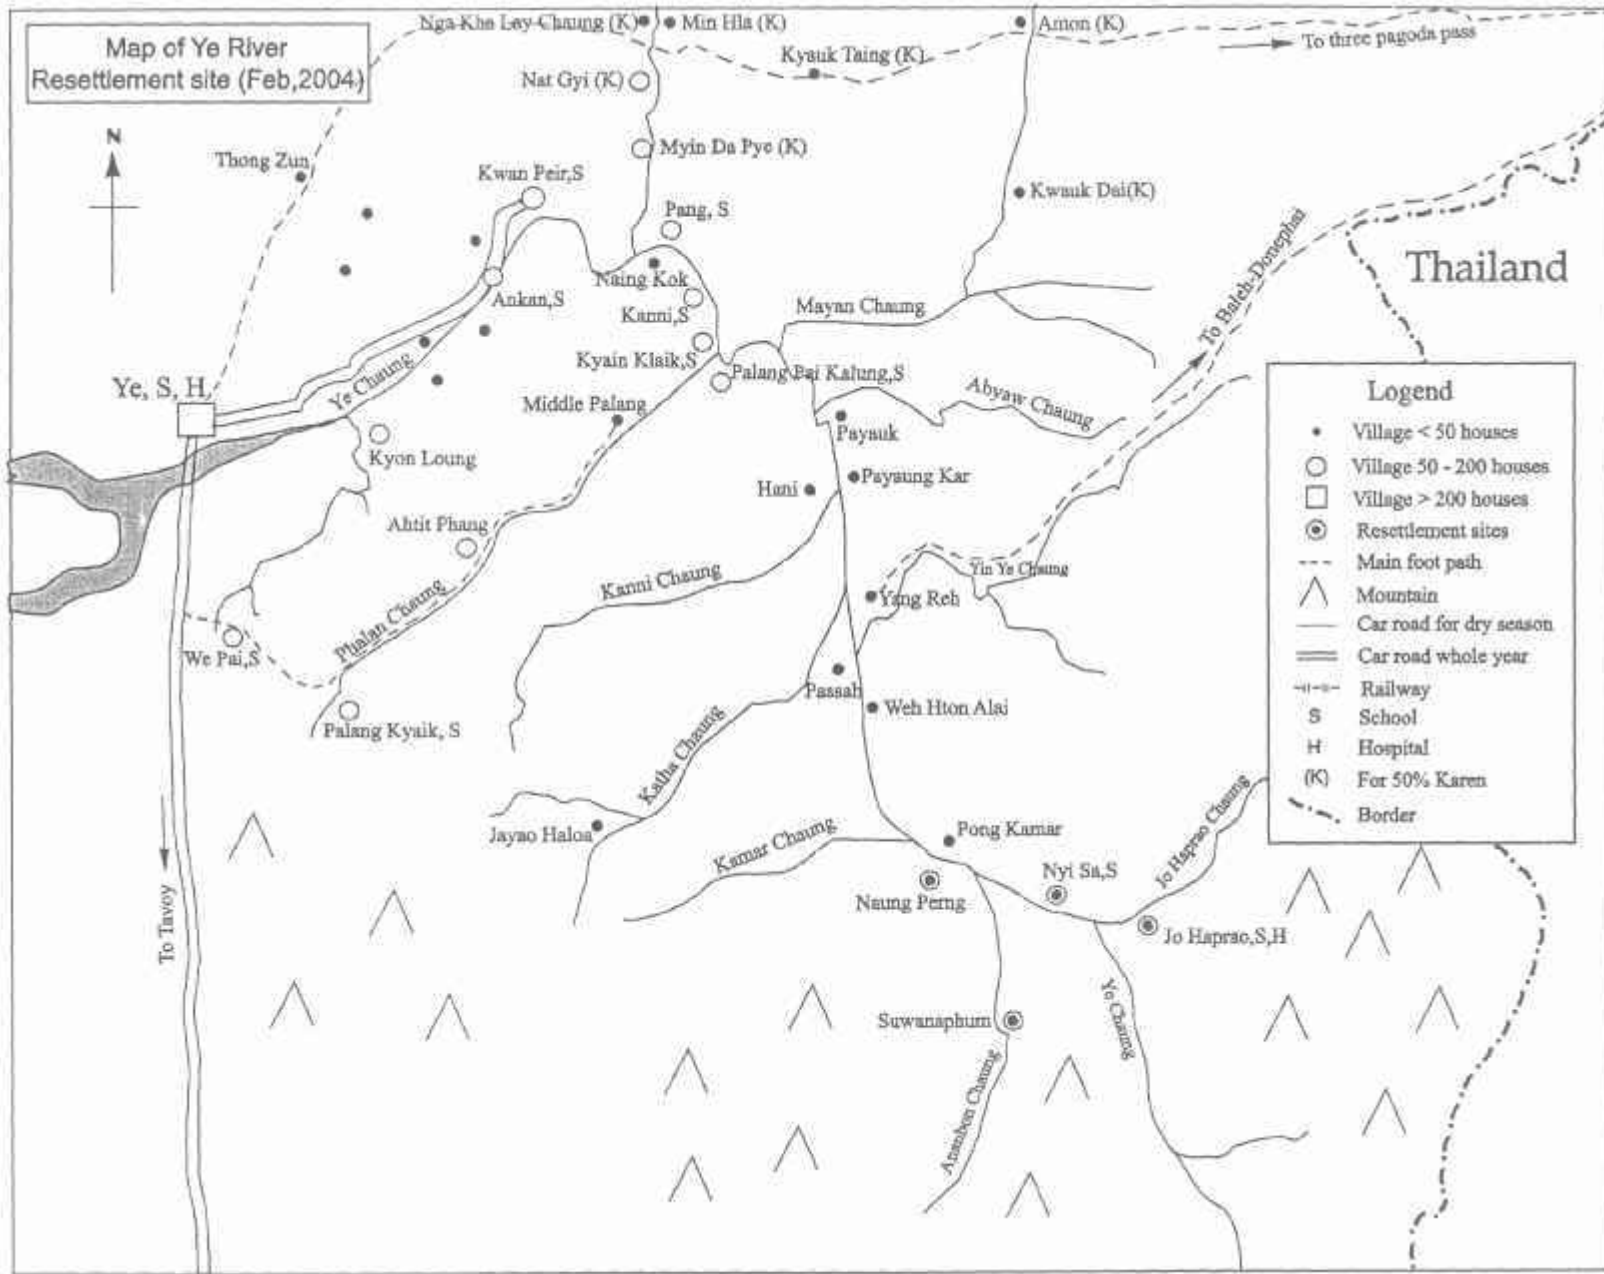 Map of Ye River
Resettlement site (Feb,2004)
N
Nga Khe Ley Chaung (K)
Min Hla (K)
Amon (K)
To three pagoda pass
Kyauk Taing (K)
Nat Gyi (K)
Myin Da Pye (K)
Thong Zun
Kwan Peir,S
Kwauk Dai(K)
Pang, S
Naing Kok
Ankan,S
Kanni,S
Mayan Chaung
To Baleh-Donephai
Thailand
Kyain Klaik,S
Palang Bai Kalung,S
Ye Chaung
Ye, S, H
Middle Palang
Abyaw Chaung
Payauk
Kyon Loung
Hani
Paysung Kar
Ahtit Phang
Kanni Chaung
Yin Ye Chaung
Yang Reh
Phalan Chaung
We Pai,S
Passah
Weh Hton Alai
Palang Kyaik, S
Katha Chaung
Jayao Haloa
Kamar Chaung
Pong Kamar
Jo Haprao Chaung
Nyi Sa,S
Naung Perng
Jo Haprao,S,H
To Tavoy
Suwanaphum
Ye Chaung
Ananbon Chaung
Legend
Village < 50 houses
Village 50 - 200 houses
Village > 200 houses
Resettlement sites
Main foot path
Mountain
Car road for dry season
Car road whole year
Railway
S School
H Hospital
(K) For 50% Karen
Border